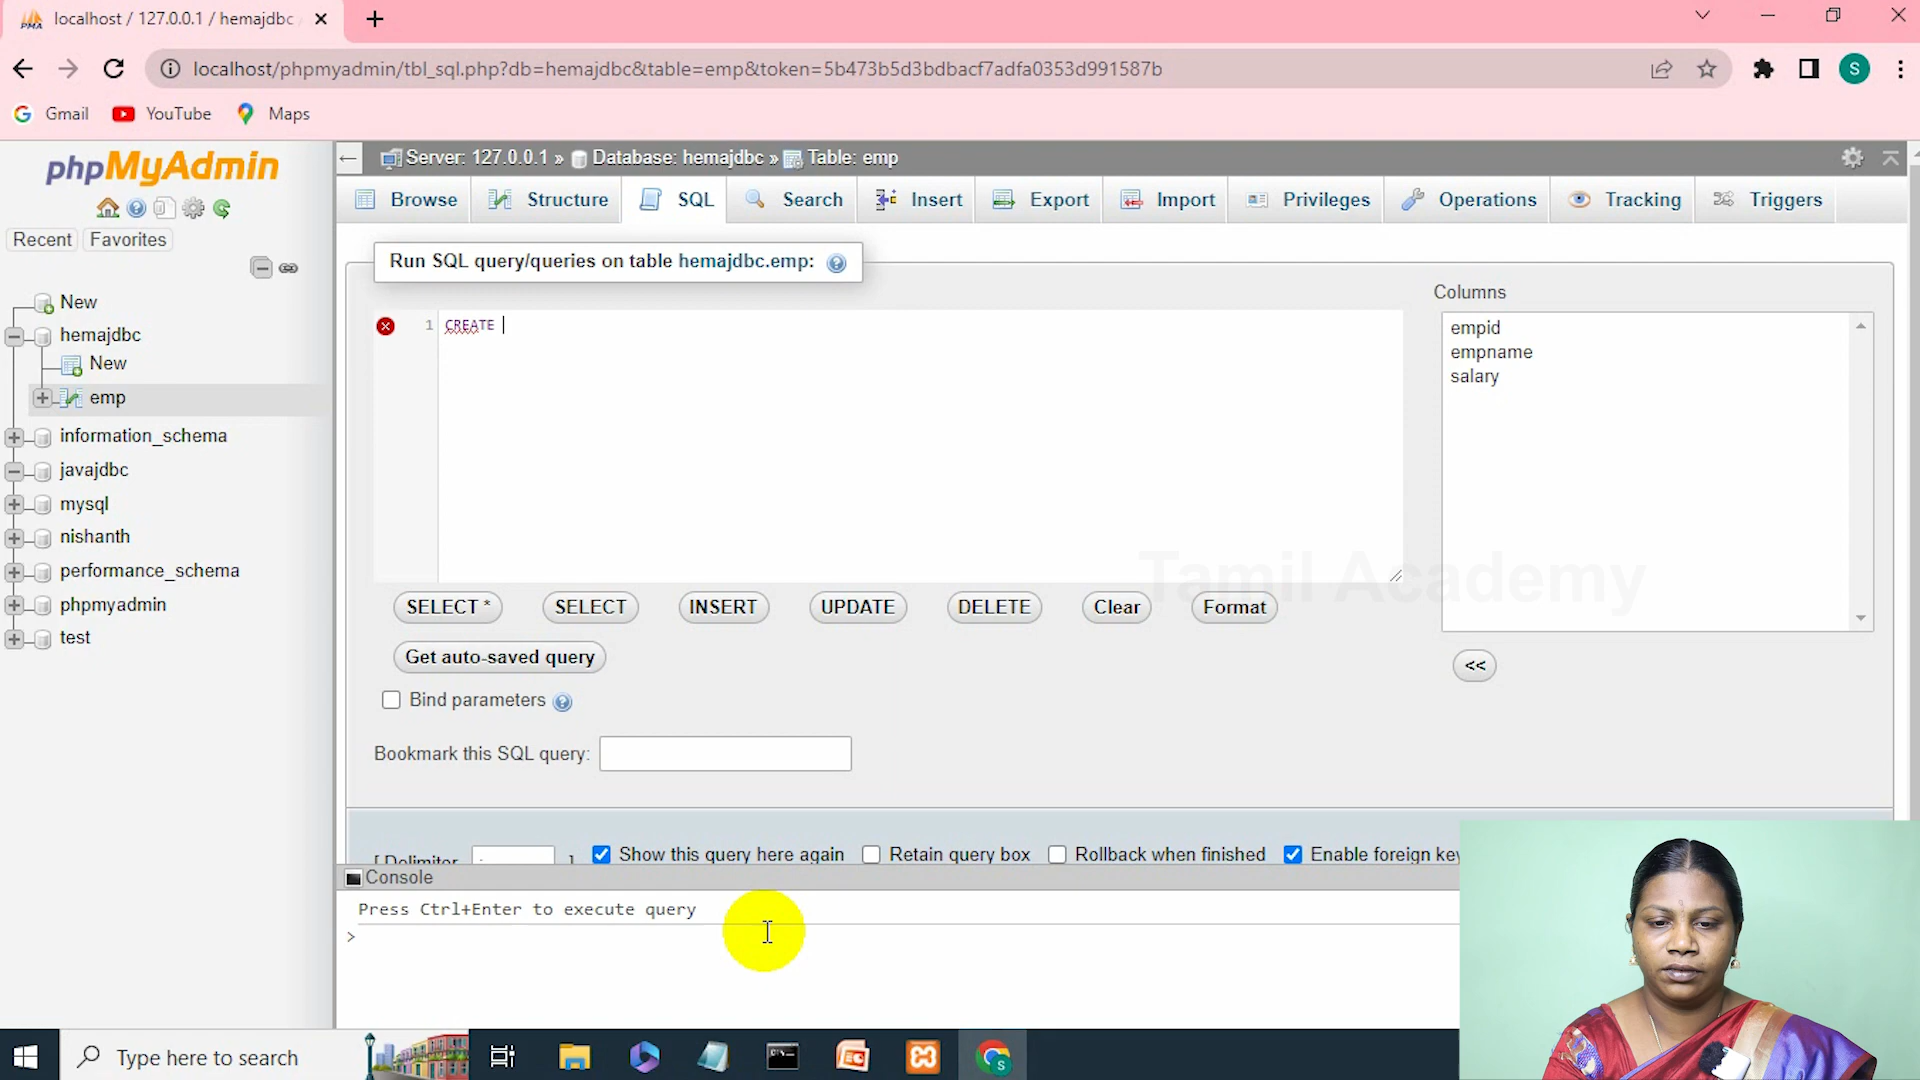 localhost / 127.0.0.1 / hemajdbc
localhost/phpmyadmin/tbl_sql.php?db=hemajdbc&table=emp&token=5b473b5d3bdbacf7adfa0353d991587b
S
Gmail YouTube Maps
phpMyAdmin
Recent Favorites
New
hemajdbc
New
emp
information_schema
javajdbc
mysql
nishanth
performance_schema
phpmyadmin
test
Server: 127.0.0.1 » Database: hemajdbc » Table: emp
Browse Structure SQL Search Insert Export Import Privileges Operations Tracking Triggers
Run SQL query/queries on table hemajdbc.emp:
1 CREATE
Columns
empid
empname
salary
Tamil Academy
SELECT * SELECT INSERT UPDATE DELETE Clear Format
Get auto-saved query
<<
Bind parameters
Bookmark this SQL query:
[ Delimiter ; ] Show this query here again Retain query box Rollback when finished Enable foreign key
Console
Press Ctrl+Enter to execute query
>
Type here to search